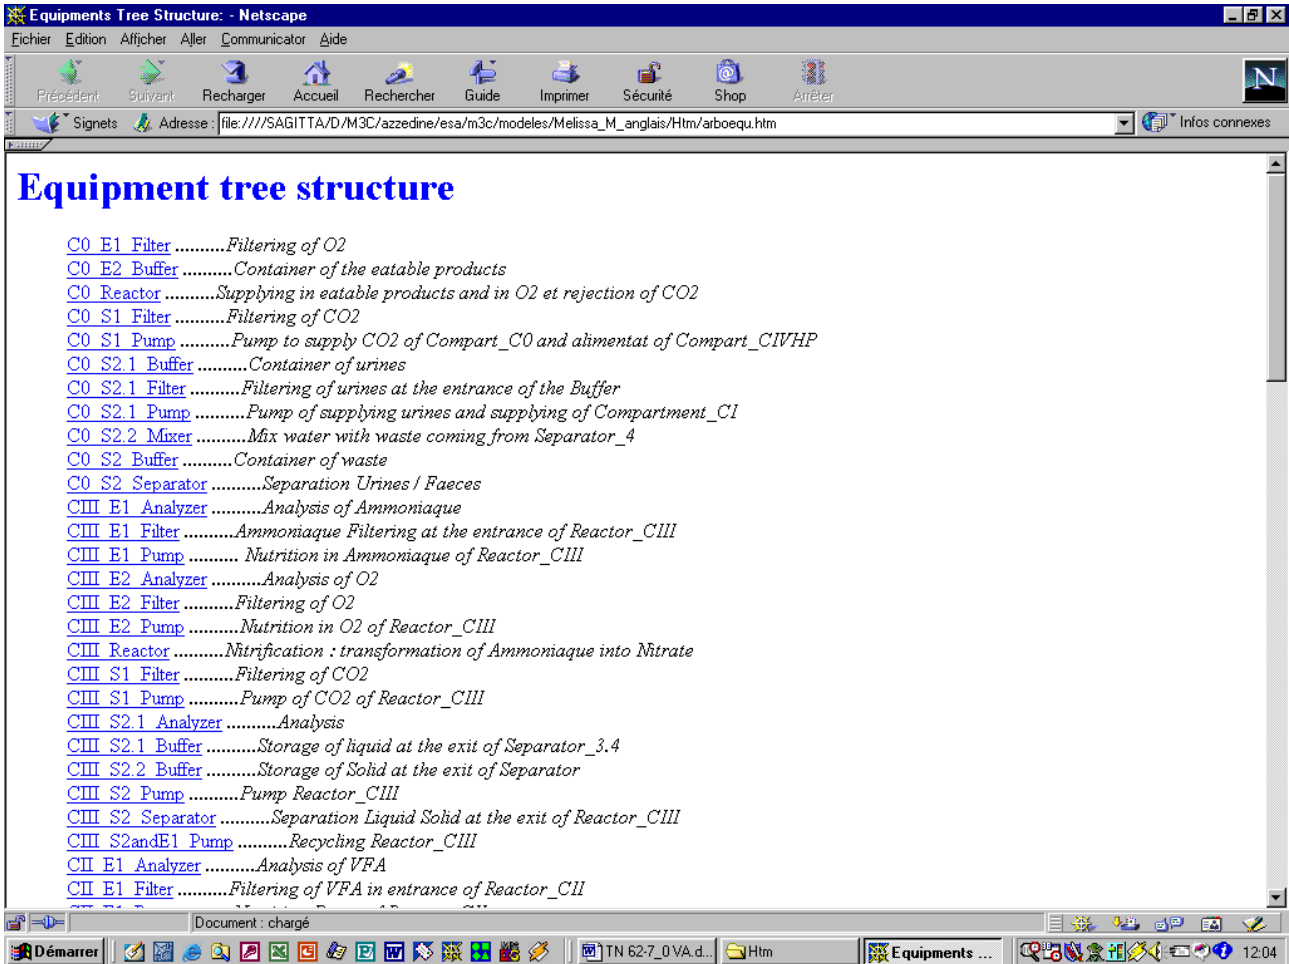 Equipments Tree Structure: - Netscape
Fichier Edition Afficher Aller Communicator Aide
Précédent Suivant Recharger Accueil Rechercher Guide Imprimer Sécurité Shop Arrêter
N
Signets Adresse : file:////SAGITTA/D/M3C/azzedine/esa/m3c/modeles/Melissa_M_anglais/Htm/arboequ.htm Infos connexes
Equipment tree structure
C0_E1_Filter ..........Filtering of O2
C0_E2_Buffer ..........Container of the eatable products
C0_Reactor ..........Supplying in eatable products and in O2 et rejection of CO2
C0_S1_Filter ..........Filtering of CO2
C0_S1_Pump ..........Pump to supply CO2 of Compart_C0 and alimentat of Compart_CIVHP
C0_S2.1_Buffer ..........Container of urines
C0_S2.1_Filter ..........Filtering of urines at the entrance of the Buffer
C0_S2.1_Pump ..........Pump of supplying urines and supplying of Compartment_CI
C0_S2.2_Mixer ..........Mix water with waste coming from Separator_4
C0_S2_Buffer ..........Container of waste
C0_S2_Separator ..........Separation Urines / Faeces
CIII_E1_Analyzer ..........Analysis of Ammoniaque
CIII_E1_Filter ..........Ammoniaque Filtering at the entrance of Reactor_CIII
CIII_E1_Pump .......... Nutrition in Ammoniaque of Reactor_CIII
CIII_E2_Analyzer ..........Analysis of O2
CIII_E2_Filter ..........Filtering of O2
CIII_E2_Pump ..........Nutrition in O2 of Reactor_CIII
CIII_Reactor ..........Nitrification : transformation of Ammoniaque into Nitrate
CIII_S1_Filter ..........Filtering of CO2
CIII_S1_Pump ..........Pump of CO2 of Reactor_CIII
CIII_S2.1_Analyzer ..........Analysis
CIII_S2.1_Buffer ..........Storage of liquid at the exit of Separator_3.4
CIII_S2.2_Buffer ..........Storage of Solid at the exit of Separator
CIII_S2_Pump ..........Pump Reactor_CIII
CIII_S2_Separator ..........Separation Liquid Solid at the exit of Reactor_CIII
CIII_S2andE1_Pump ..........Recycling Reactor_CIII
CII_E1_Analyzer ..........Analysis of VFA
CII_E1_Filter ..........Filtering of VFA in entrance of Reactor_CII
Document : chargé
Démarrer TN 62-7_0 VA.d... Htm Equipments ... 12:04